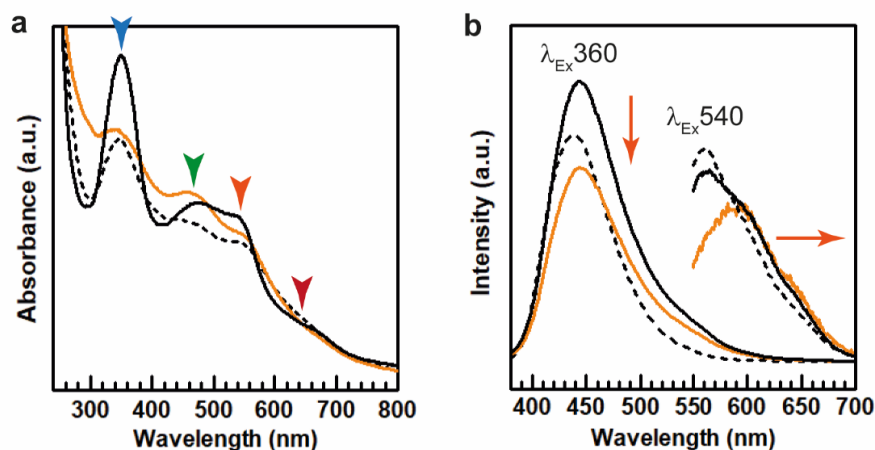 a
Absorbance (a.u.)
300 400 500 600 700 800
Wavelength (nm)
b
λEx360
λEx540
Intensity (a.u.)
400 450 500 550 600 650 700
Wavelength (nm)